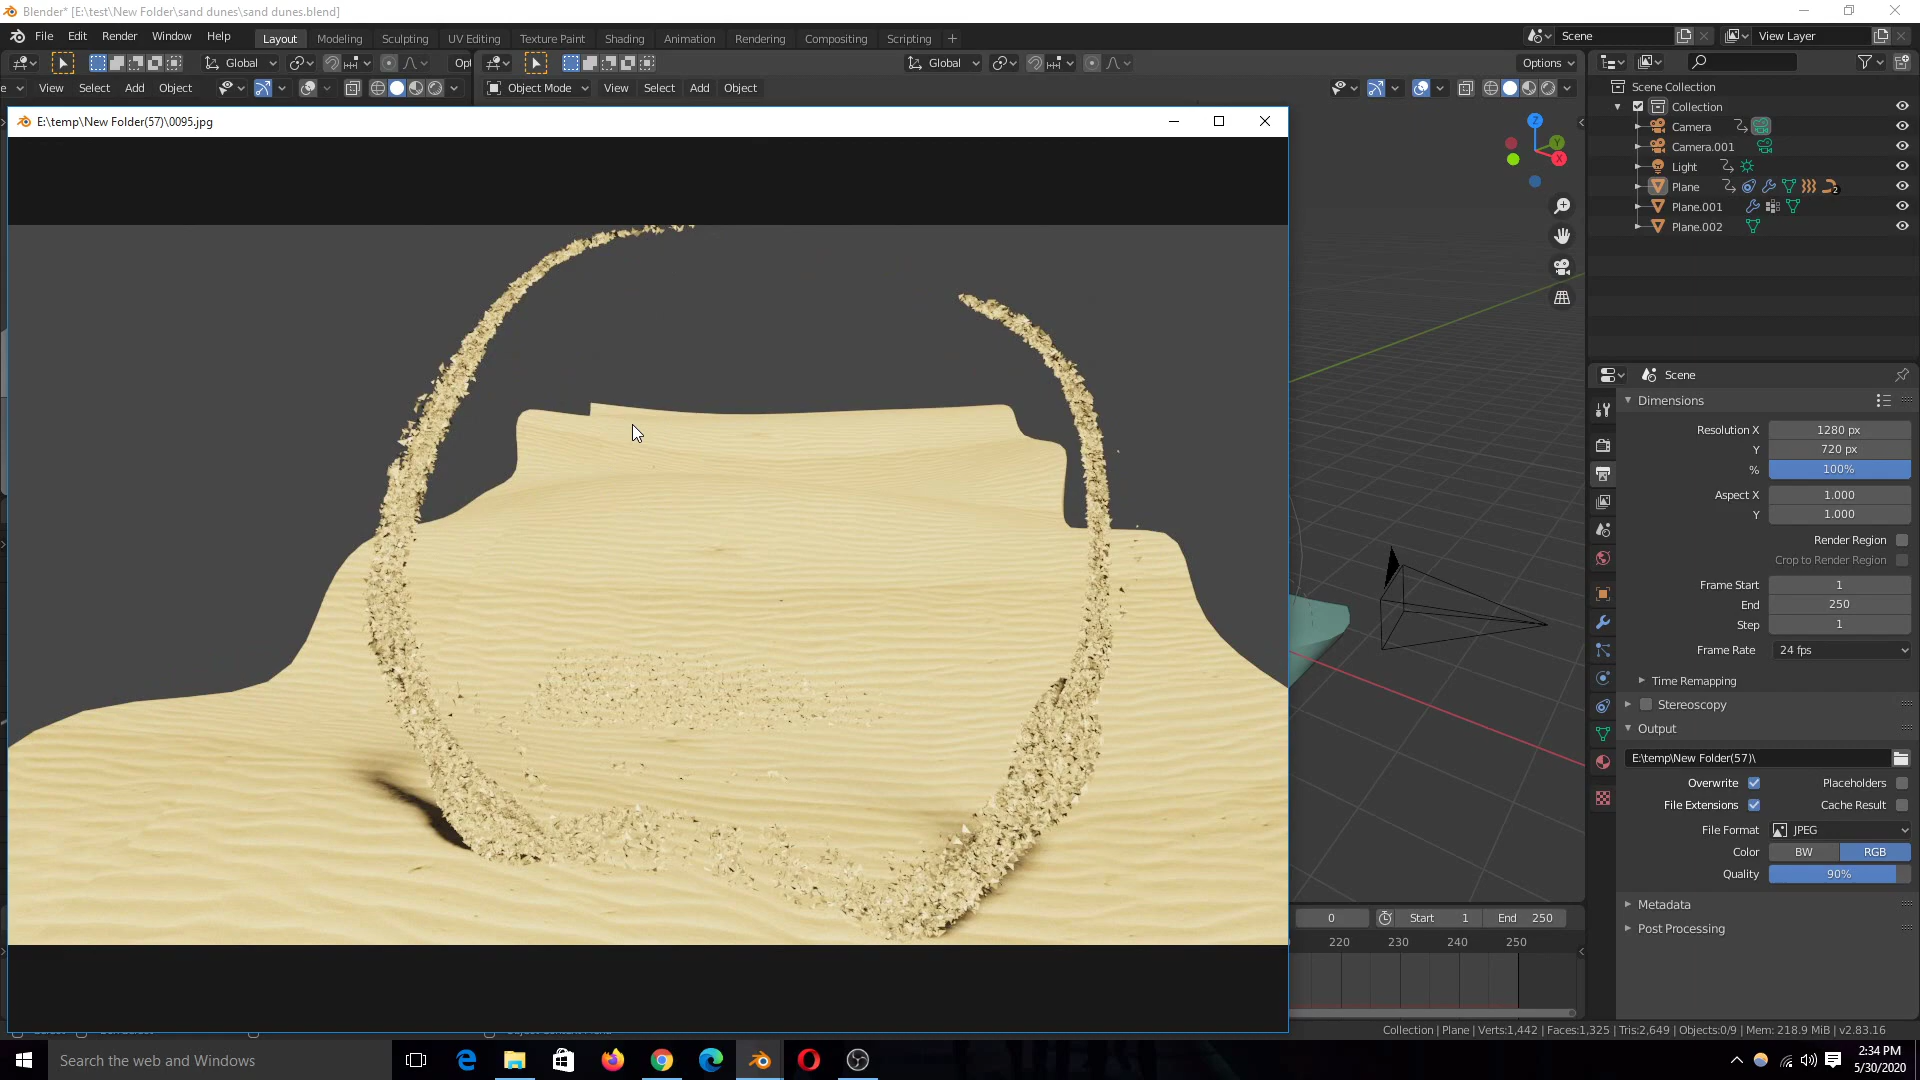 Blender* [E:\test\New Folder\sand dunes\sand dunes.blend]
File Edit Render Window Help Layout Modeling Sculpting UV Editing Texture Paint Shading Animation Rendering Compositing Scripting + Scene View Layer
Global Opt Global Options
View Select Add Object Object Mode View Select Add Object
Scene Collection
Collection
Camera
Camera.001
Light
Plane 2
Plane.001
Plane.002
E:\temp\New Folder(57)\0095.jpg
Z
Y
X
Scene
Dimensions
Resolution X 1280 px
Y 720 px
% 100%
Aspect X 1.000
Y 1.000
Render Region
Crop to Render Region
Frame Start 1
End 250
Step 1
Frame Rate 24 fps
Time Remapping
Stereoscopy
Output
E:\temp\New Folder(57)\
Overwrite Placeholders
File Extensions Cache Result
File Format JPEG
Color BW RGB
Quality 90%
Metadata
Post Processing
0 Start 1 End 250
220 230 240 250
Collection | Plane | Verts:1,442 | Faces:1,325 | Tris:2,649 | Objects:0/9 | Mem: 218.9 MiB | v2.83.16
Search the web and Windows
2:34 PM
5/30/2020